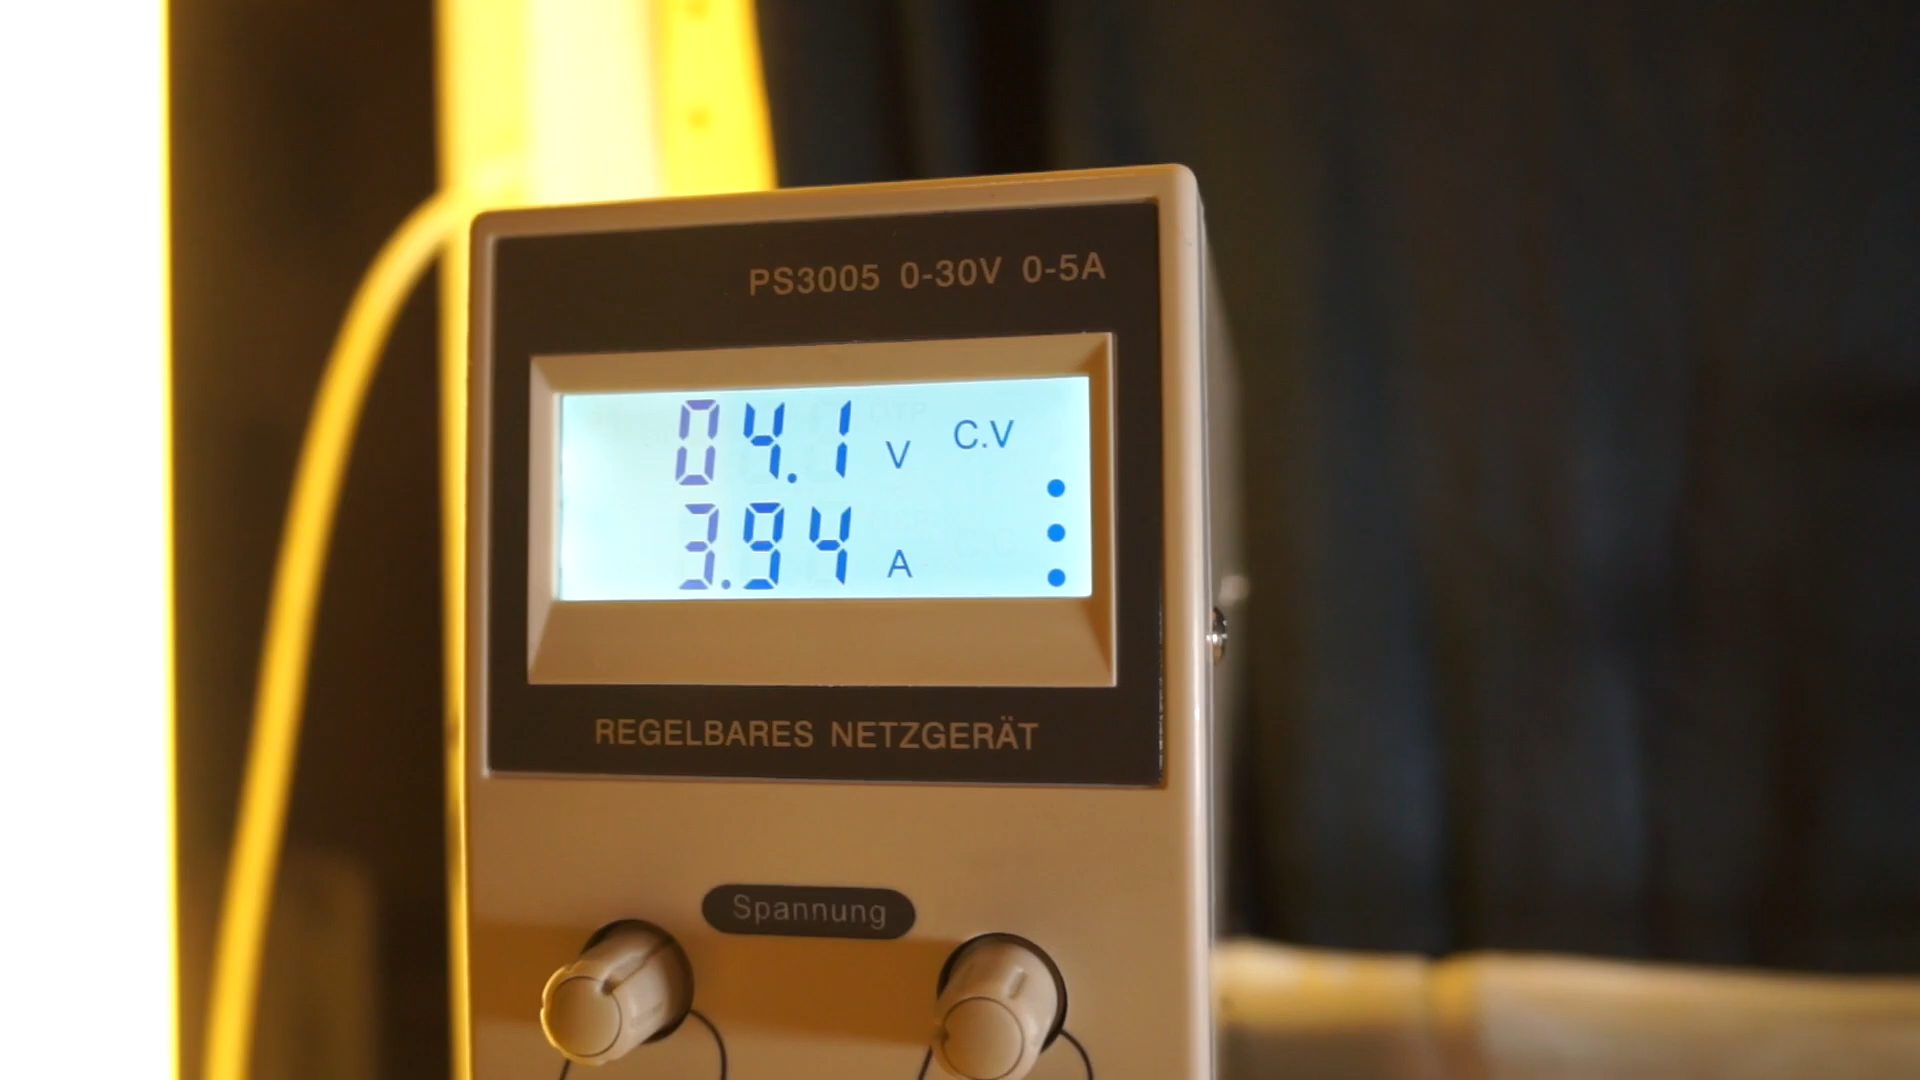 PS3005 0-30V 0-5A
04.1 V C.V
3.94 A
REGELBARES NETZGERÄT
Spannung